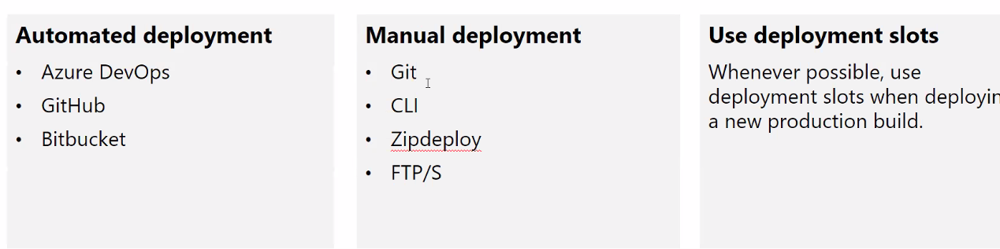 Automated deployment
• Azure DevOps
• GitHub
• Bitbucket
Manual deployment
• Git
• CLI
• Zipdeploy
• FTP/S
Use deployment slots
Whenever possible, use
deployment slots when deployin
a new production build.